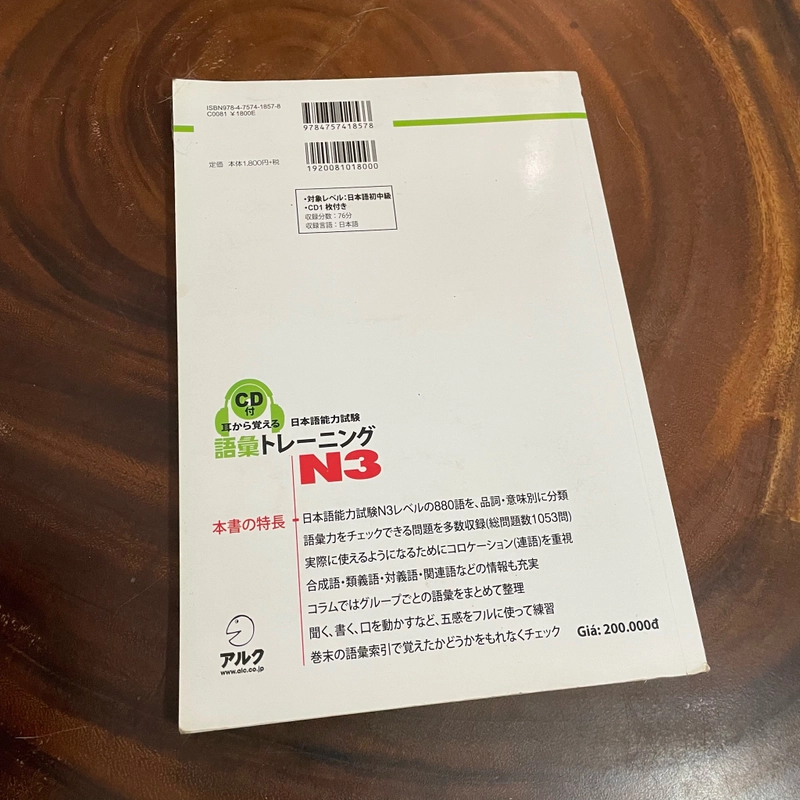 ISBN978-4-7574-1857-8
C0081 ¥1800E
9784757418578
定価 本体1,800円+税
1920081018000
・対象レベル：日本語初中級
・CD1枚付き
収録分数：76分
収録言語：日本語
CD
付
耳から覚える 日本語能力試験
語彙トレーニング
N3
本書の特長
日本語能力試験N3レベルの880語を、品詞・意味別に分類
語彙力をチェックできる問題を多数収録(総問題数1053問)
実際に使えるようになるためにコロケーション(連語)を重視
合成語・類義語・対義語・関連語などの情報も充実
コラムではグループごとの語彙をまとめて整理
聞く、書く、口を動かすなど、五感をフルに使って練習
巻末の語彙索引で覚えたかどうかをもれなくチェック
Giá: 200.000đ
アルク
www.alc.co.jp